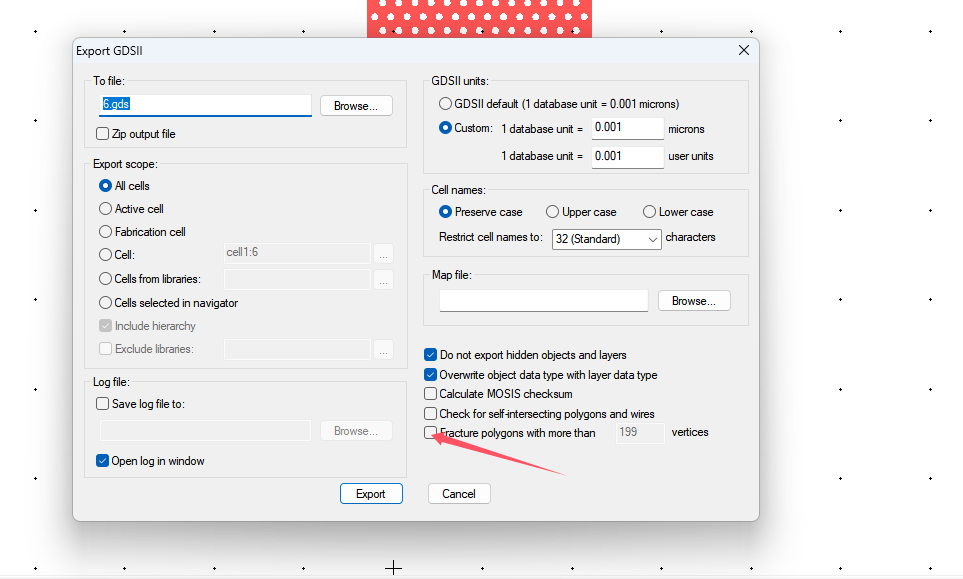 Export GDSII
To file:
6.gds
Browse...
Zip output file
Export scope:
All cells
Active cell
Fabrication cell
Cell:
cell1:6
...
Cells from libraries:
...
Cells selected in navigator
Include hierarchy
Exclude libraries:
...
Log file:
Save log file to:
Browse...
Open log in window
GDSII units:
GDSII default (1 database unit = 0.001 microns)
Custom: 1 database unit = 0.001 microns
1 database unit = 0.001 user units
Cell names:
Preserve case Upper case Lower case
Restrict cell names to: 32 (Standard) characters
Map file:
Browse...
Do not export hidden objects and layers
Overwrite object data type with layer data type
Calculate MOSIS checksum
Check for self-intersecting polygons and wires
Fracture polygons with more than 199 vertices
Export Cancel